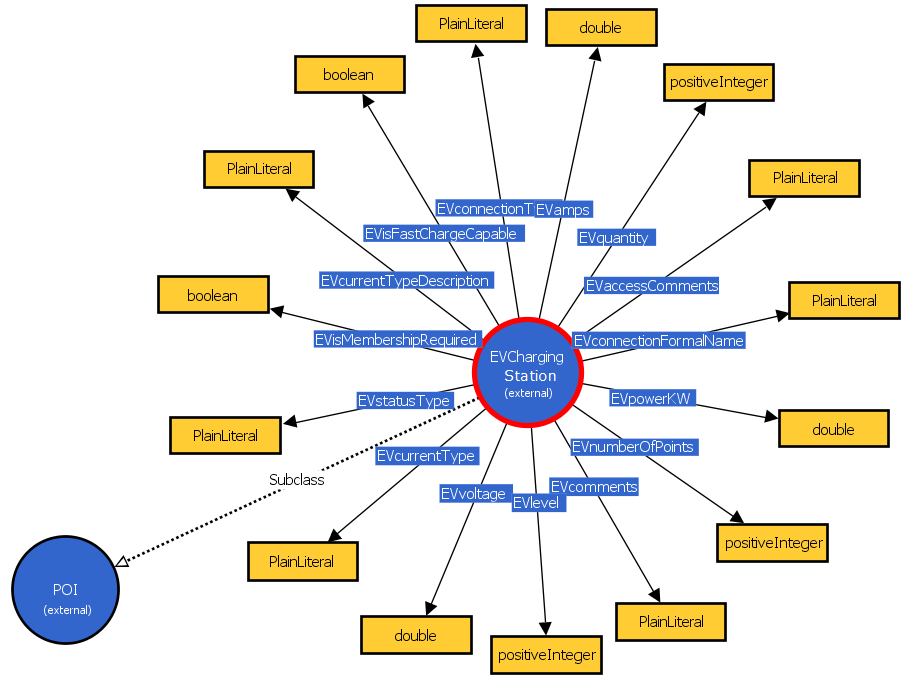 PlainLiteral
double
boolean
positiveInteger
PlainLiteral
PlainLiteral
EVconnectionT
EVamps
EVisFastChargeCapable
EVquantity
EVcurrentTypeDescription
EVaccessComments
boolean
PlainLiteral
EVisMembershipRequired
EVconnectionFormalName
EVCharging
Station
(external)
EVstatusType
EVpowerKW
PlainLiteral
double
EVcurrentType
EVnumberOfPoints
Subclass
EVvoltage
EVlevel
EVcomments
positiveInteger
PlainLiteral
POI
(external)
double
PlainLiteral
positiveInteger